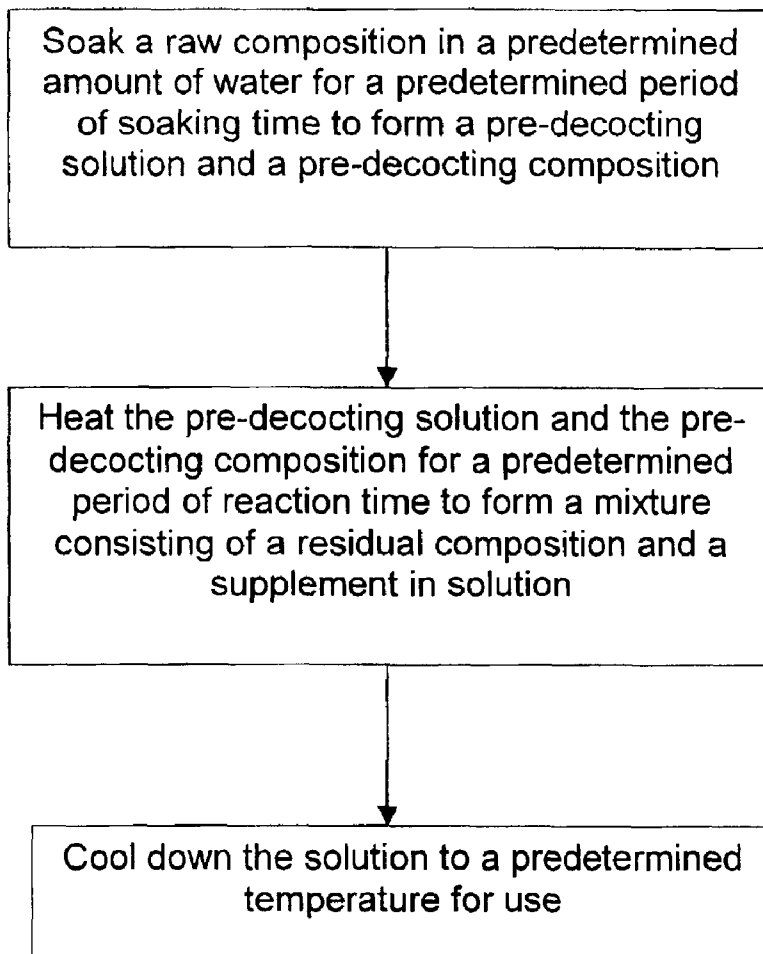 Soak a raw composition in a predetermined
amount of water for a predetermined period
of soaking time to form a pre-decocting
solution and a pre-decocting composition
Heat the pre-decocting solution and the pre-
decocting composition for a predetermined
period of reaction time to form a mixture
consisting of a residual composition and a
supplement in solution
Cool down the solution to a predetermined
temperature for use